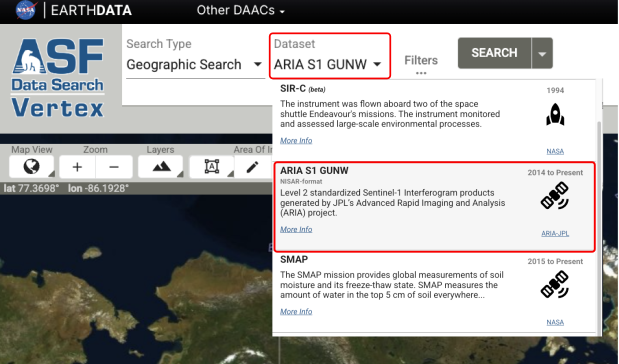 NASA
EARTHDATA
Other DAACs
ASF
Data Search
Vertex
Search Type
Geographic Search
Dataset
ARIA S1 GUNW
Filters
•••
SEARCH
SIR-C (beta)
1994
The instrument was flown aboard two of the space
shuttle Endeavour's missions. The instrument monitored
and assessed large-scale environmental processes.
More Info
NASA
ARIA S1 GUNW
2014 to Present
NISAR-format
Level 2 standardized Sentinel-1 Interferogram products
generated by JPL's Advanced Rapid Imaging and Analysis
(ARIA) project.
More Info
ARIA-JPL
SMAP
2015 to Present
The SMAP mission provides global measurements of soil
moisture and its freeze-thaw state. SMAP measures the
amount of water in the top 5 cm of soil everywhere...
More Info
NASA
Map View
Zoom
Layers
Area Of I
+
−
A
lat 77.3698° lon -86.1928°